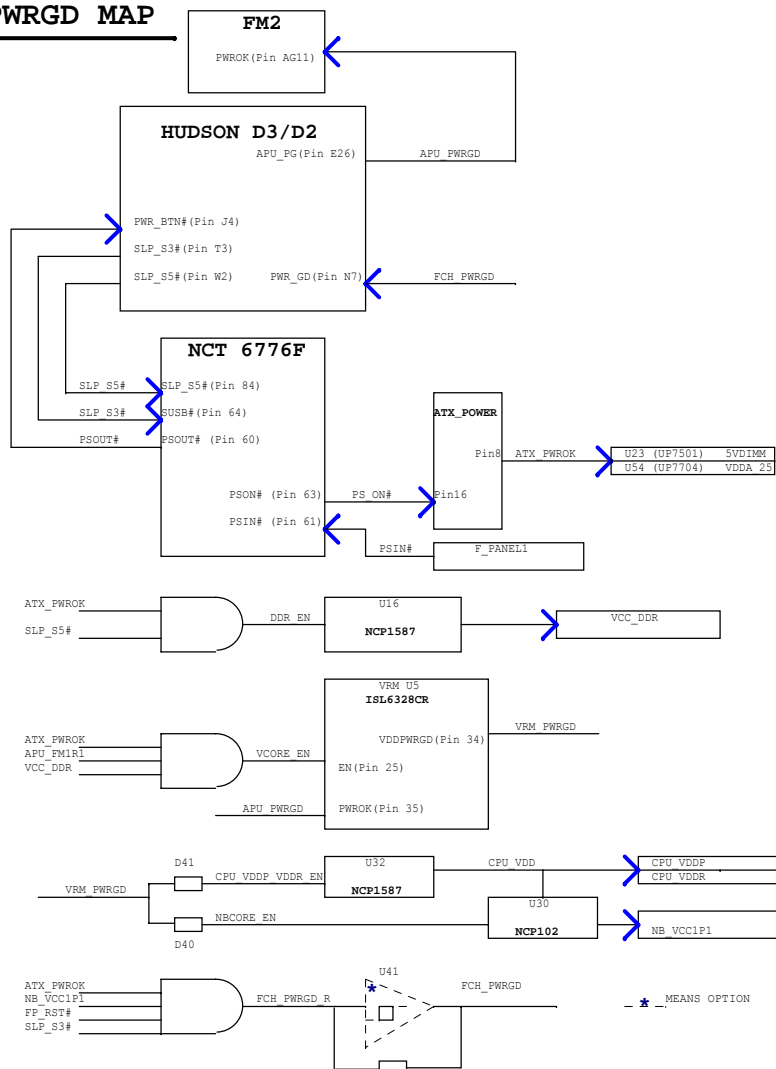 PWRGD MAP
FM2
PWROK(Pin AG11)
HUDSON D3/D2
APU_PG(Pin E26)
APU_PWRGD
PWR_BTN#(Pin J4)
SLP_S3#(Pin T3)
SLP_S5#(Pin W2)
PWR_GD(Pin N7)
FCH_PWRGD
NCT 6776F
SLP_S5#
SLP_S5#(Pin 84)
SLP_S3#
SUSB#(Pin 64)
PSOUT#
PSOUT# (Pin 60)
PSON# (Pin 63)
PS_ON#
PSIN# (Pin 61)
PSIN#
ATX_POWER
Pin8
Pin16
ATX_PWROK
U23 (UP7501) 5VDIMM
U54 (UP7704) VDDA_25
F_PANEL1
ATX_PWROK
SLP_S5#
DDR_EN
U16
NCP1587
VCC_DDR
VRM U5
ISL6328CR
VDDPWRGD(Pin 34)
VRM_PWRGD
ATX_PWROK
APU_FM1R1
VCC_DDR
VCORE_EN
EN(Pin 25)
APU_PWRGD
PWROK(Pin 35)
D41
VRM_PWRGD
CPU_VDDP_VDDR_EN
U32
NCP1587
CPU_VDD
CPU_VDDP
CPU_VDDR
D40
NBCORE_EN
U30
NCP102
NB_VCC1P1
ATX_PWROK
NB_VCC1P1
FP_RST#
SLP_S3#
FCH_PWRGD_R
U41
*
FCH_PWRGD
* MEANS OPTION